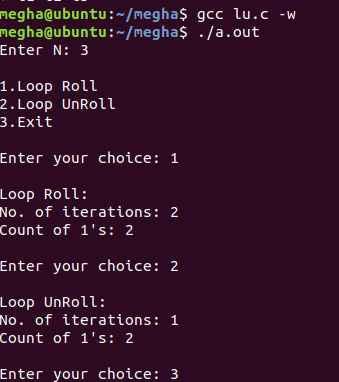 megha@ubuntu:~/megha$ gcc lu.c -w
megha@ubuntu:~/megha$ ./a.out
Enter N: 3
1.Loop Roll
2.Loop UnRoll
3.Exit
Enter your choice: 1
Loop Roll:
No. of iterations: 2
Count of 1's: 2
Enter your choice: 2
Loop UnRoll:
No. of iterations: 1
Count of 1's: 2
Enter your choice: 3